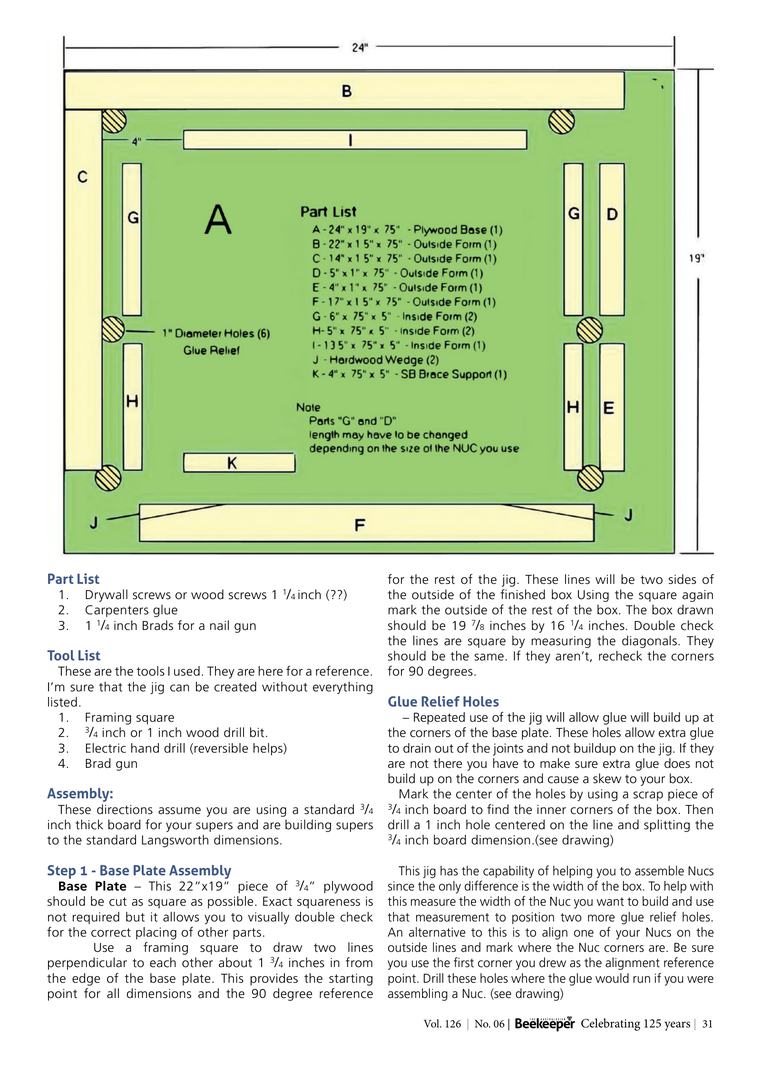 24"
B
I
4"
C
G
A
G
D
Part List
A - 24" x 19" x 75" - Plywood Base (1)
B - 22" x 1 5" x 75" - Outside Form (1)
C - 14" x 1 5" x 75" - Outside Form (1)
D - 5" x 1" x 75" - Outside Form (1)
E - 4" x 1" x 75" - Outside Form (1)
F - 17" x 1 5" x 75" - Outside Form (1)
G - 6" x 75" x 5" - Inside Form (2)
H - 5" x 75" x 5" - Inside Form (2)
I - 13 5" x 75" x 5" - Inside Form (1)
J - Hardwood Wedge (2)
K - 4" x 75" x 5" - SB Brace Support (1)
19"
1" Diameter Holes (6)
Glue Relief
H
H
E
Note
Parts "G" and "D"
length may have to be changed
depending on the size of the NUC you use
K
J
F
J
Part List
1. Drywall screws or wood screws 1 1/4 inch (??)
2. Carpenters glue
3. 1 1/4 inch Brads for a nail gun
Tool List
These are the tools I used. They are here for a reference.
I'm sure that the jig can be created without everything
listed.
1. Framing square
2. 3/4 inch or 1 inch wood drill bit.
3. Electric hand drill (reversible helps)
4. Brad gun
Assembly:
These directions assume you are using a standard 3/4
inch thick board for your supers and are building supers
to the standard Langsworth dimensions.
Step 1 - Base Plate Assembly
Base Plate – This 22"x19" piece of 3/4" plywood
should be cut as square as possible. Exact squareness is
not required but it allows you to visually double check
for the correct placing of other parts.
Use a framing square to draw two lines
perpendicular to each other about 1 3/4 inches in from
the edge of the base plate. This provides the starting
point for all dimensions and the 90 degree reference
for the rest of the jig. These lines will be two sides of
the outside of the finished box Using the square again
mark the outside of the rest of the box. The box drawn
should be 19 7/8 inches by 16 1/4 inches. Double check
the lines are square by measuring the diagonals. They
should be the same. If they aren't, recheck the corners
for 90 degrees.
Glue Relief Holes
– Repeated use of the jig will allow glue will build up at
the corners of the base plate. These holes allow extra glue
to drain out of the joints and not buildup on the jig. If they
are not there you have to make sure extra glue does not
build up on the corners and cause a skew to your box.
Mark the center of the holes by using a scrap piece of
3/4 inch board to find the inner corners of the box. Then
drill a 1 inch hole centered on the line and splitting the
3/4 inch board dimension.(see drawing)
This jig has the capability of helping you to assemble Nucs
since the only difference is the width of the box. To help with
this measure the width of the Nuc you want to build and use
that measurement to position two more glue relief holes.
An alternative to this is to align one of your Nucs on the
outside lines and mark where the Nuc corners are. Be sure
you use the first corner you drew as the alignment reference
point. Drill these holes where the glue would run if you were
assembling a Nuc. (see drawing)
Vol. 126 | No. 06 | Beekeeper Celebrating 125 years | 31